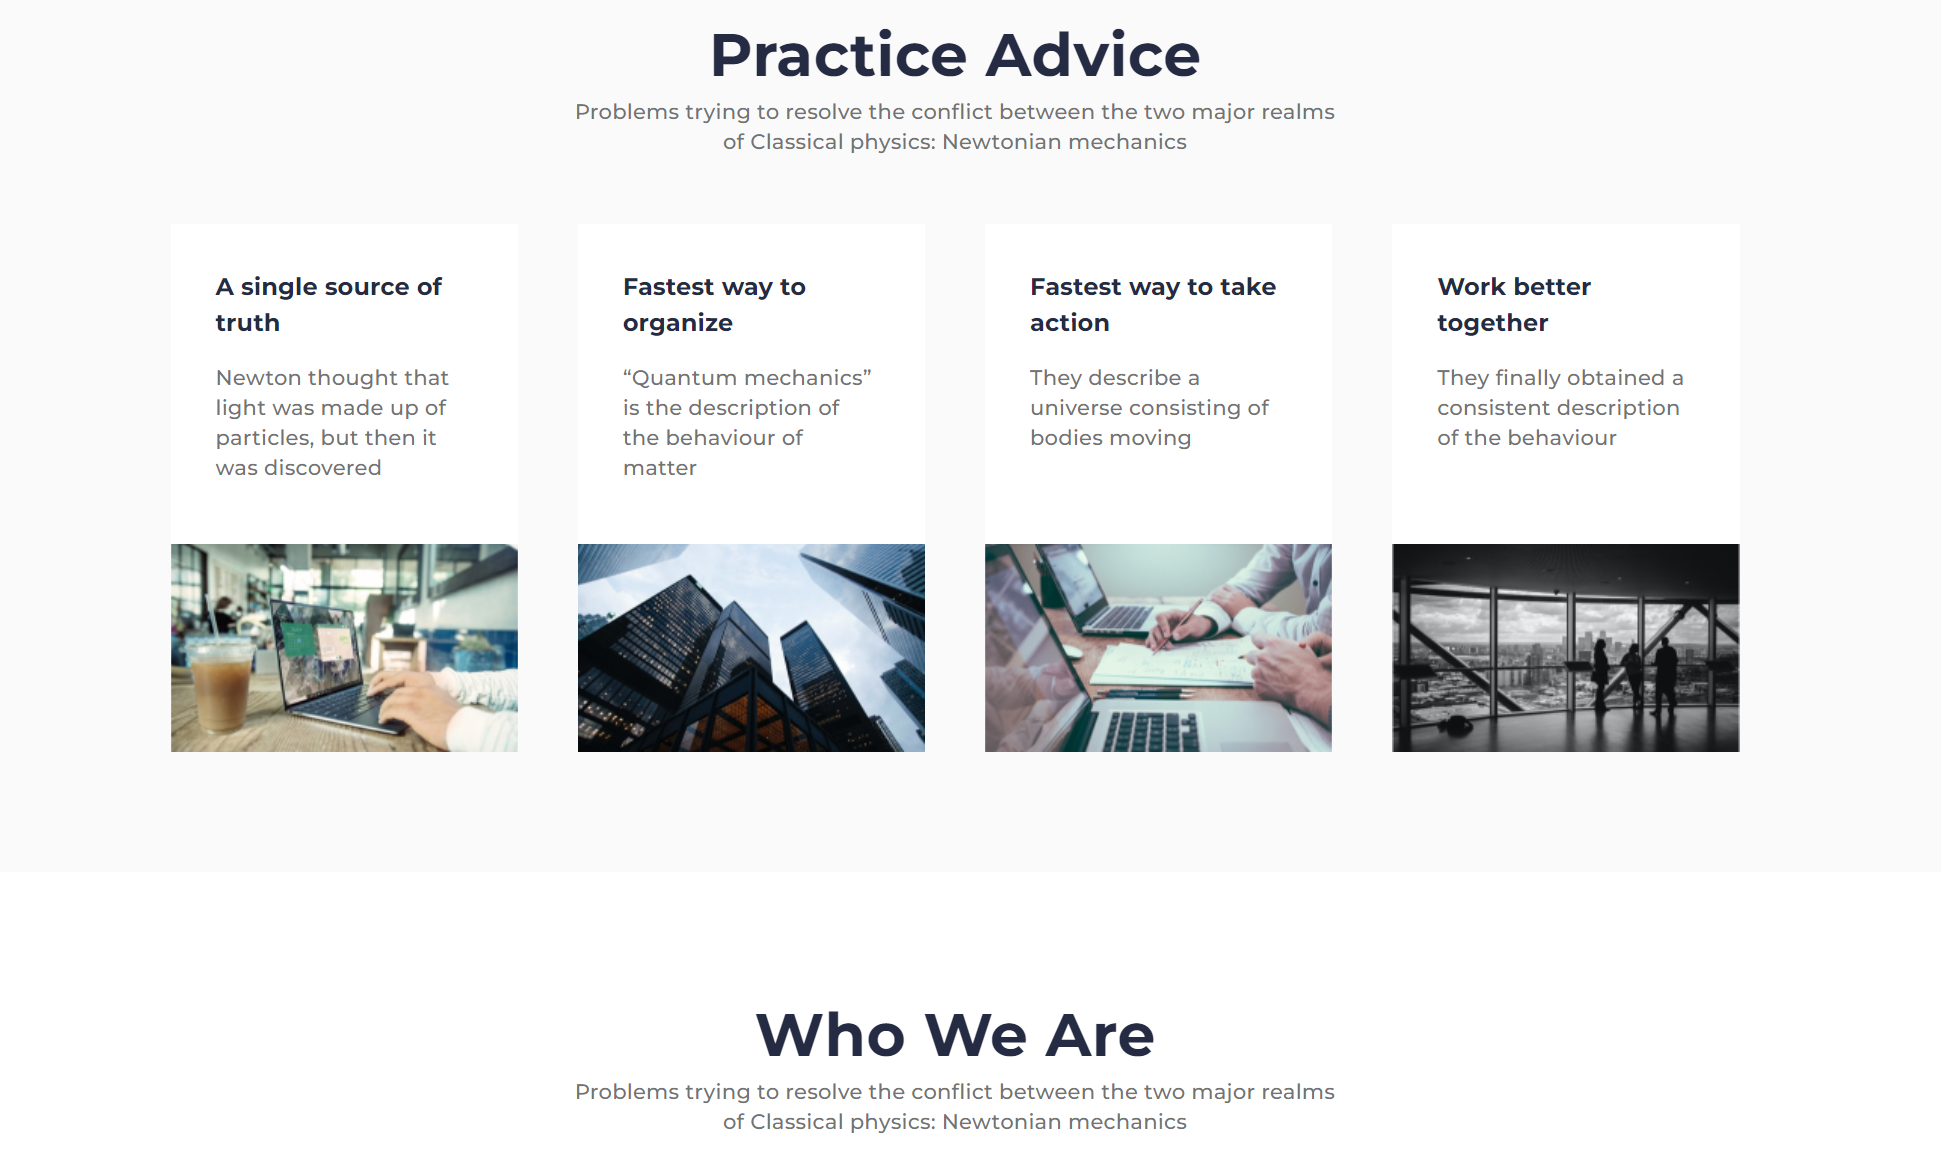 Practice Advice
Problems trying to resolve the conflict between the two major realms
of Classical physics: Newtonian mechanics
A single source of
truth
Newton thought that
light was made up of
particles, but then it
was discovered
Fastest way to
organize
“Quantum mechanics”
is the description of
the behaviour of
matter
Fastest way to take
action
They describe a
universe consisting of
bodies moving
Work better
together
They finally obtained a
consistent description
of the behaviour
Who We Are
Problems trying to resolve the conflict between the two major realms
of Classical physics: Newtonian mechanics